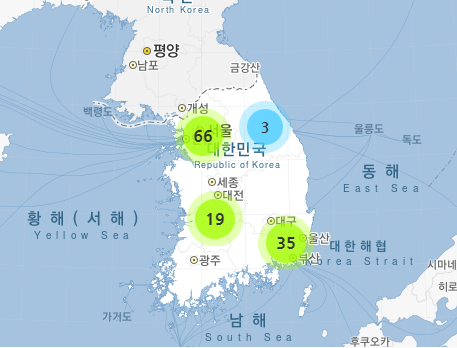 North Korea
평양
남포
금강산
개성
백령도
66
서울
3
울릉도
독도
대한민국
Republic of Korea
동 해
East Sea
세종
대전
황 해 ( 서 해 )
Yellow Sea
19
대구
35
울산
대 한 해 협
부산
Korea Strait
광주
시마네
히로
가거도
남 해
South Sea
후쿠오카